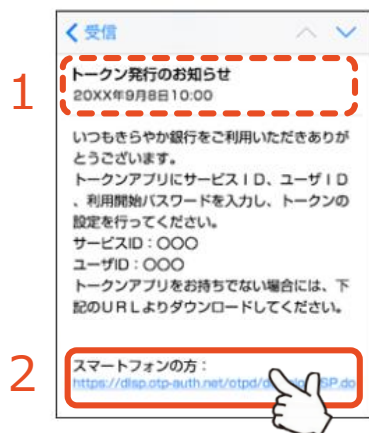 受信
1
トークン発行のお知らせ
20XX年9月8日10:00
いつもきらやか銀行をご利用いただきありが
とうございます。
トークンアプリにサービスID、ユーザID
、利用開始パスワードを入力し、トークンの
設定を行ってください。
サービスID：〇〇〇
ユーザID：〇〇〇
トークンアプリをお持ちでない場合には、下
記のURLよりダウンロードしてください。
2
スマートフォンの方：
https://dlsp.otp-auth.net/otpd/